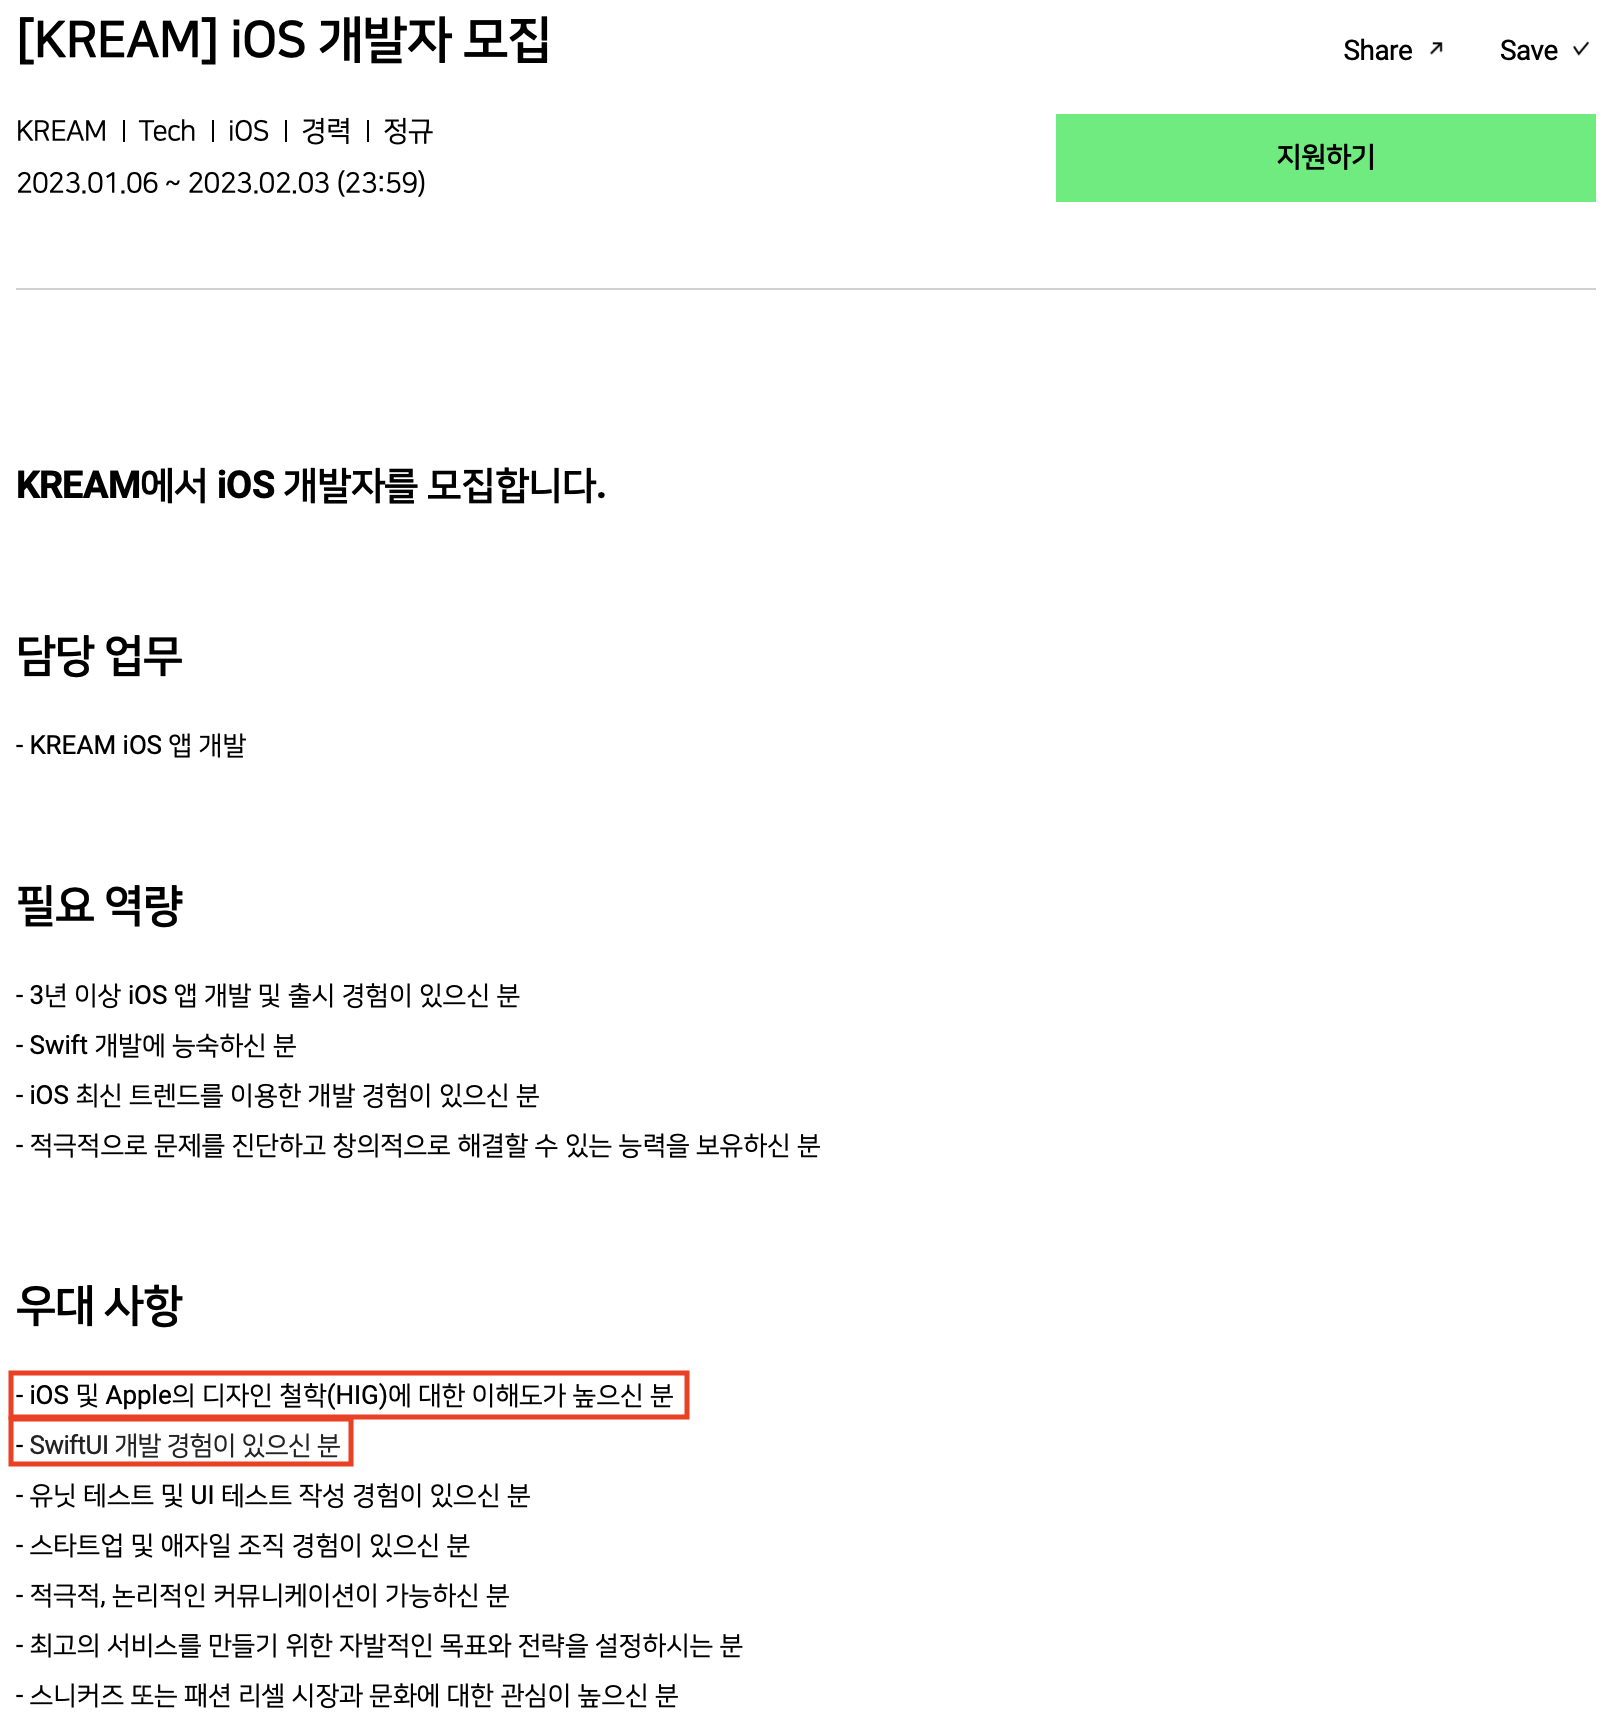 [KREAM] iOS 개발자 모집
Share Save
KREAM | Tech | iOS | 경력 | 정규
2023.01.06 ~ 2023.02.03 (23:59)
지원하기
KREAM에서 iOS 개발자를 모집합니다.
담당 업무
- KREAM iOS 앱 개발
필요 역량
- 3년 이상 iOS 앱 개발 및 출시 경험이 있으신 분
- Swift 개발에 능숙하신 분
- iOS 최신 트렌드를 이용한 개발 경험이 있으신 분
- 적극적으로 문제를 진단하고 창의적으로 해결할 수 있는 능력을 보유하신 분
우대 사항
- iOS 및 Apple의 디자인 철학(HIG)에 대한 이해도가 높으신 분
- SwiftUI 개발 경험이 있으신 분
- 유닛 테스트 및 UI 테스트 작성 경험이 있으신 분
- 스타트업 및 애자일 조직 경험이 있으신 분
- 적극적, 논리적인 커뮤니케이션이 가능하신 분
- 최고의 서비스를 만들기 위한 자발적인 목표와 전략을 설정하시는 분
- 스니커즈 또는 패션 리셀 시장과 문화에 대한 관심이 높으신 분